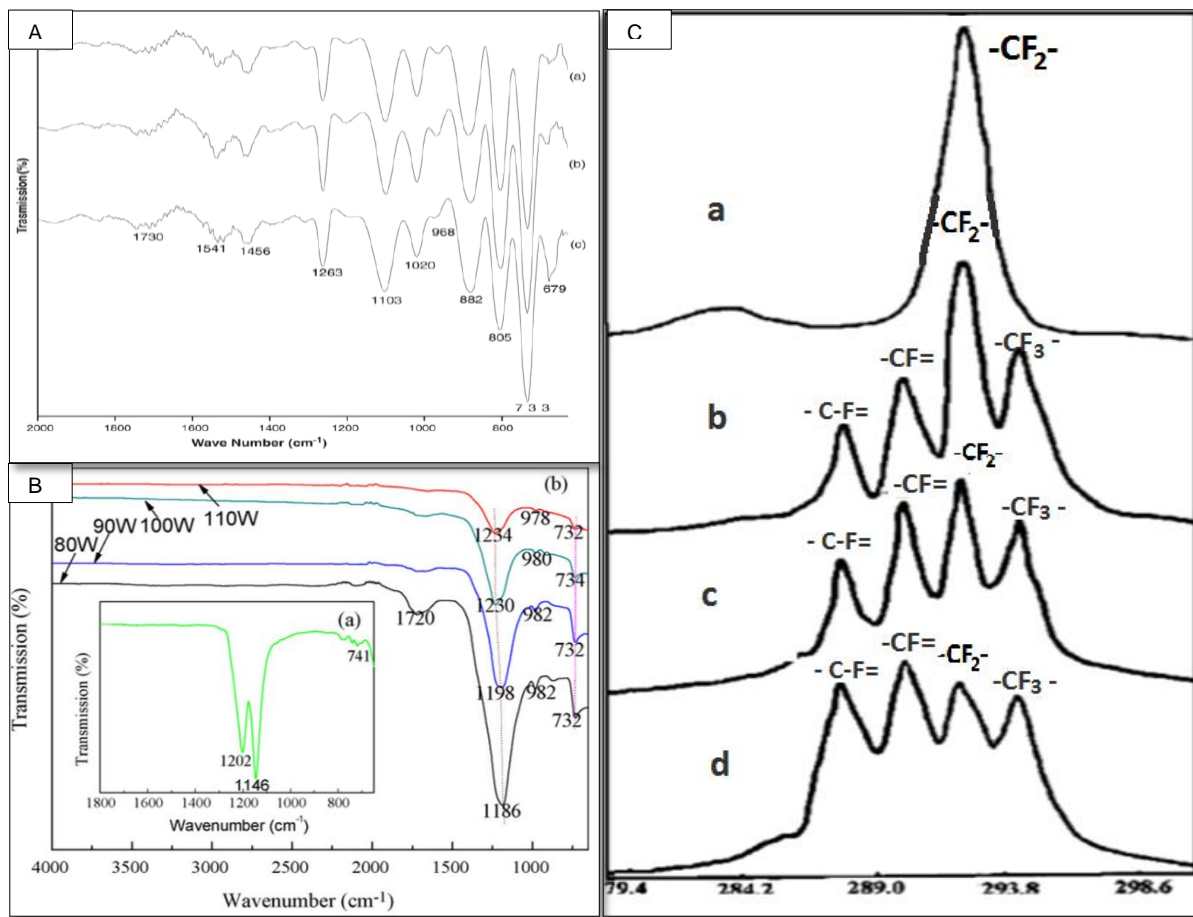 A
(a)
(b)
(c)
1730
1541
1456
1263
1103
1020
968
882
805
7 3 3
679
Trasmission(%)
2000
1800
1600
1400
1200
1000
800
Wave Number (cm-1)
B
(b)
110W
100W
90W
80W
1720
1234
978
732
1230
980
734
1198
982
732
1186
982
732
Transmission (%)
(a)
1202
1146
741
Transmission (%)
1800
1600
1400
1200
1000
800
Wavenumber (cm-1)
4000
3500
3000
2500
2000
1500
1000
Wavenumber (cm-1)
C
-CF2-
a
-CF2-
-CF=
-CF3 -
- C-F=
b
-CF2-
-CF=
-CF3 -
- C-F=
c
-CF=
-CF2-
- C-F=
-CF3 -
d
79.4
284.2
289.0
293.8
298.6